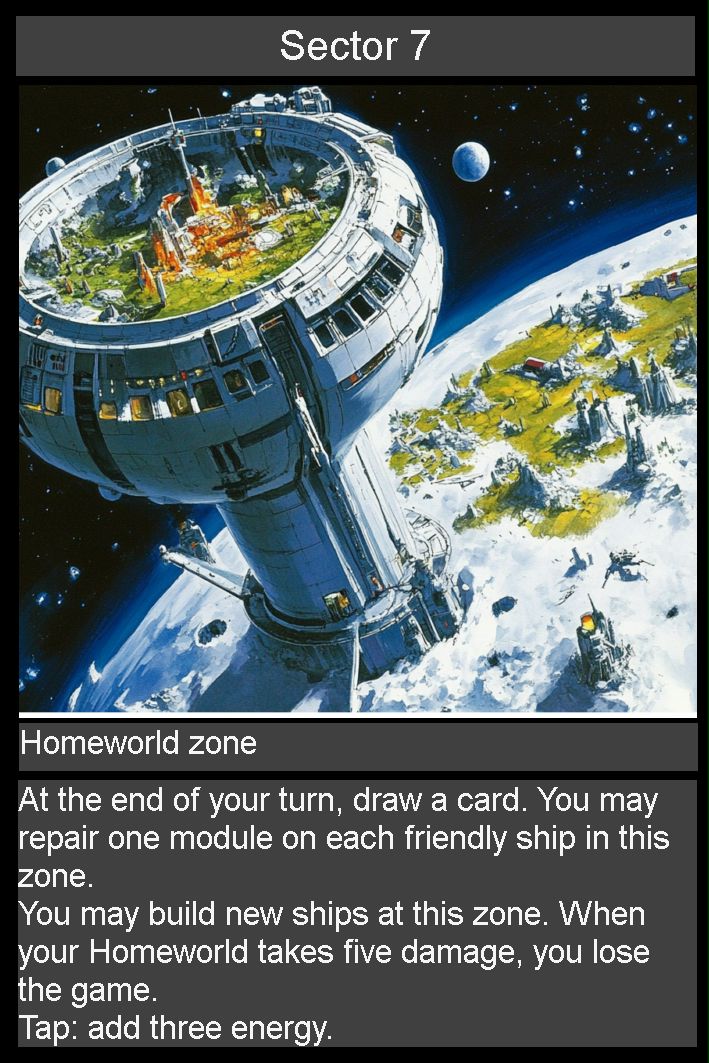 Sector 7
Homeworld zone
At the end of your turn, draw a card. You may
repair one module on each friendly ship in this
zone.
You may build new ships at this zone. When
your Homeworld takes five damage, you lose
the game.
Tap: add three energy.